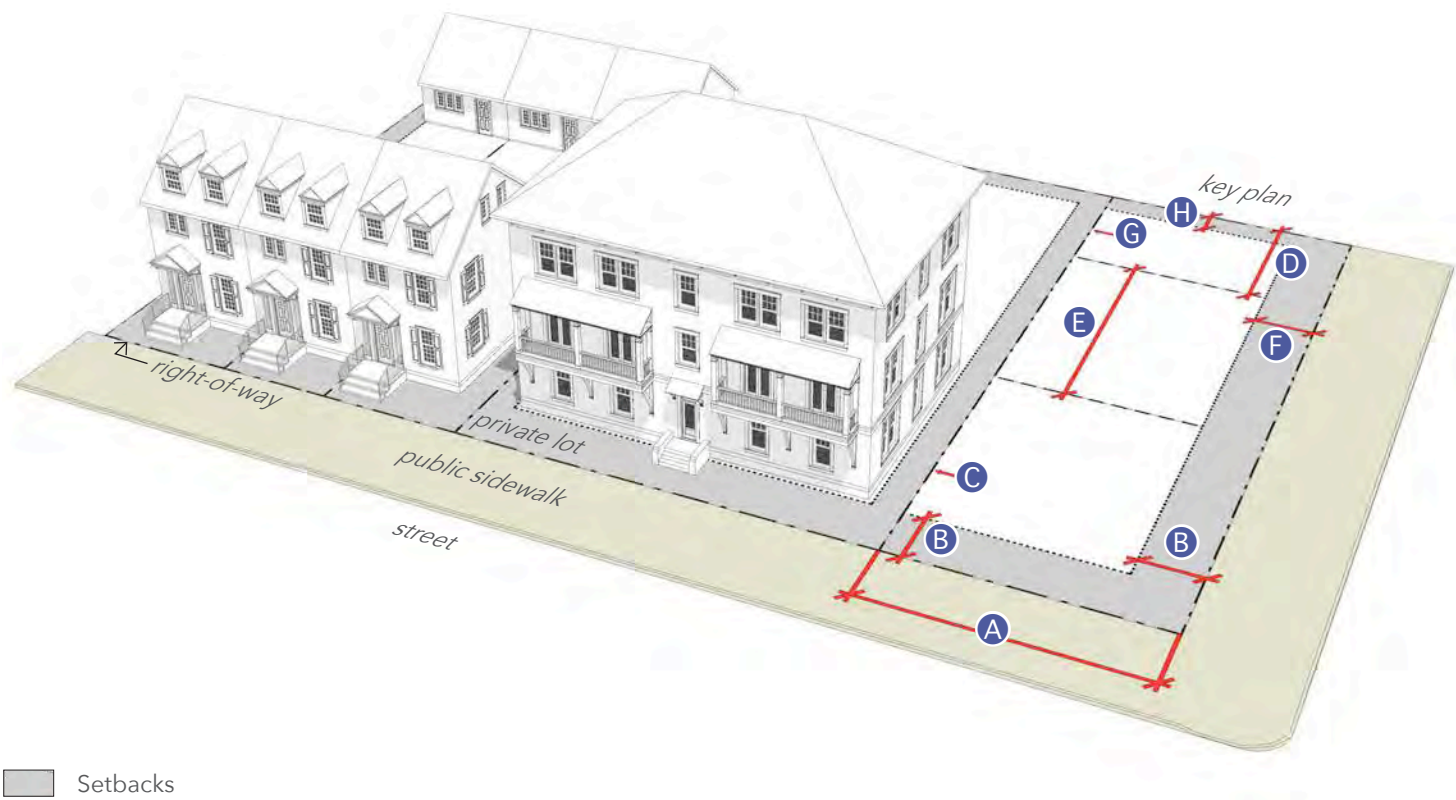 key plan
H
G
D
E
F
right-of-way
private lot
public sidewalk
C
street
B
B
A
Setbacks